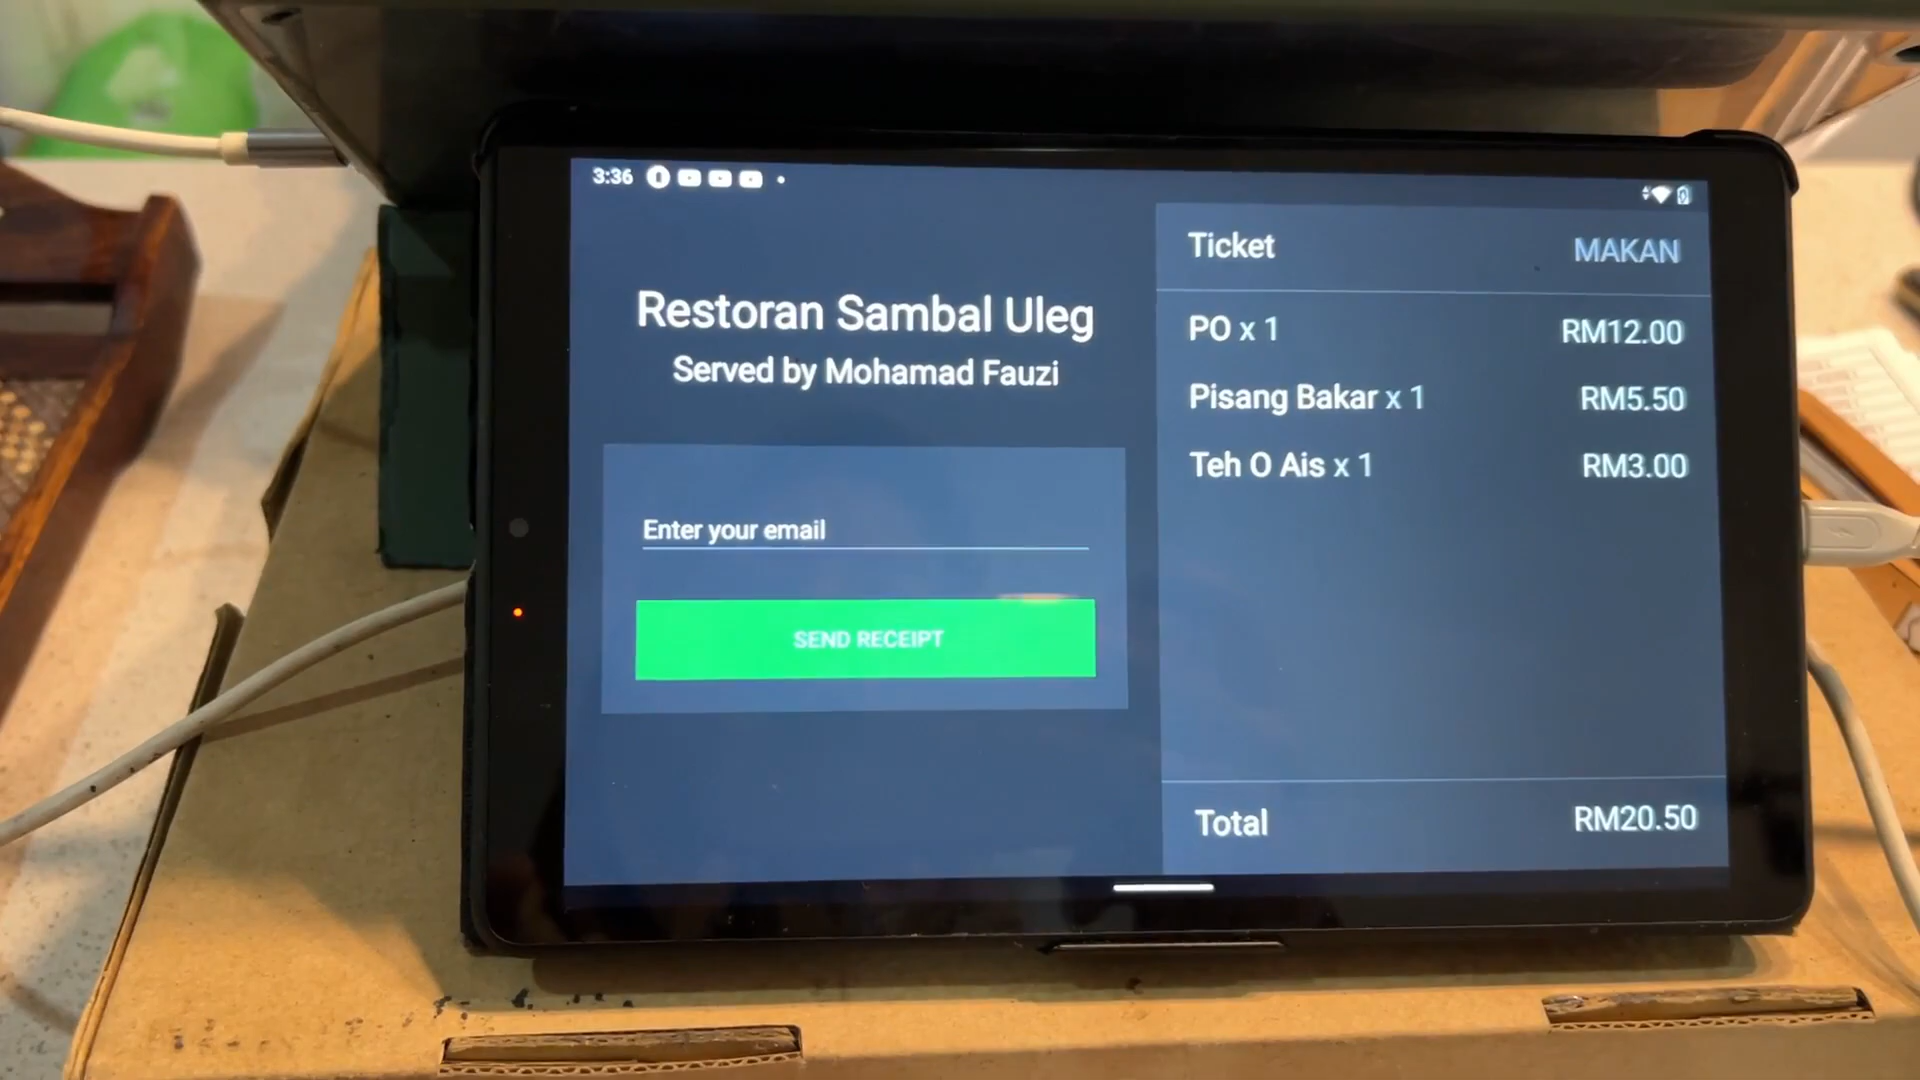 3:36
Restoran Sambal Uleg
Served by Mohamad Fauzi
Enter your email
SEND RECEIPT
Ticket MAKAN
PO x 1 RM12.00
Pisang Bakar x 1 RM5.50
Teh O Ais x 1 RM3.00
Total RM20.50